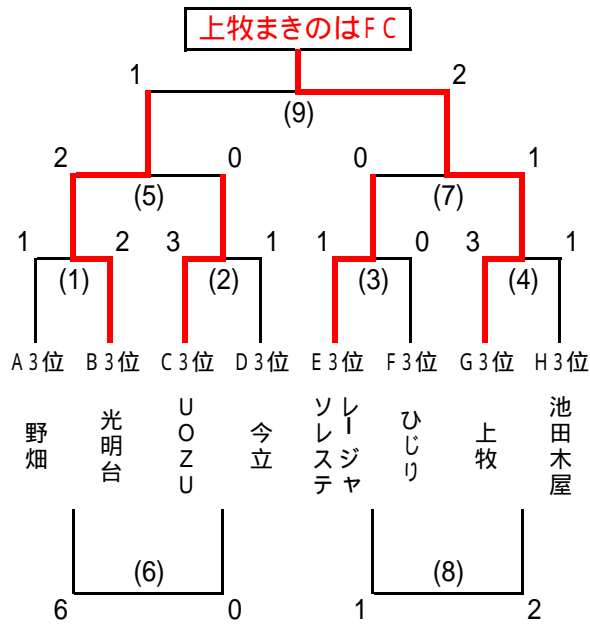 上牧まきのはFC
1 2
(9)
2 0 0 1
(5) (7)
1 2 3 1 1 0 3 1
(1) (2) (3) (4)
A3位 B3位 C3位 D3位 E3位 F3位 G3位 H3位
野畑
光明台
UOZU
今立
レージャ
ソレステ
ひじり
上牧
池田木屋
(6) (8)
6 0 1 2